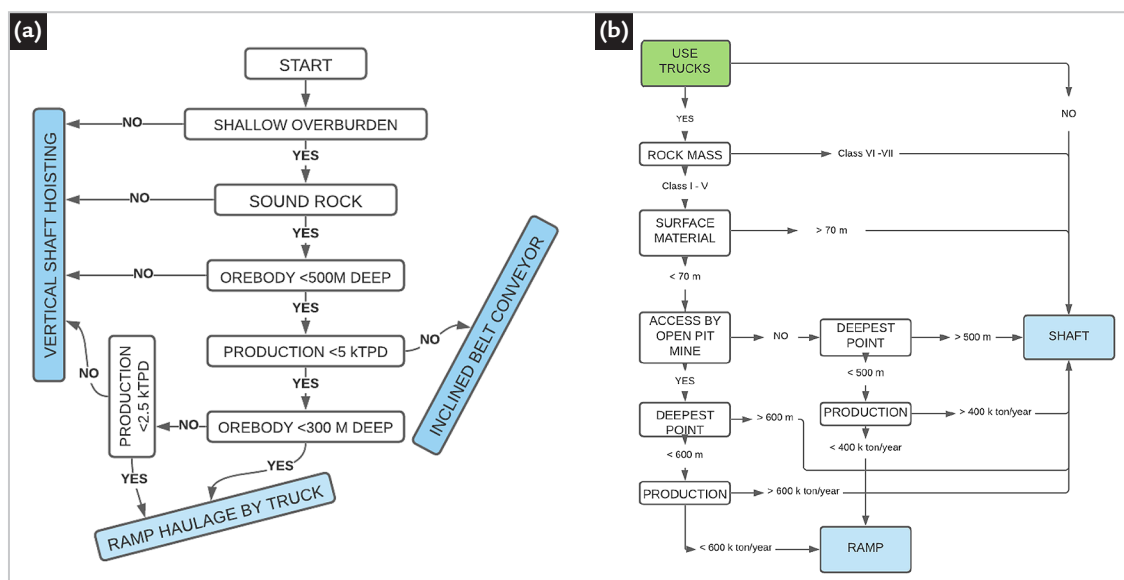 (a)
START
SHALLOW OVERBURDEN
NO
YES
SOUND ROCK
NO
YES
OREBODY <500M DEEP
NO
YES
PRODUCTION <5 kTPD
NO
YES
OREBODY <300 M DEEP
NO
YES
PRODUCTION
<2.5 kTPD
NO
YES
VERTICAL SHAFT HOISTING
INCLINED BELT CONVEYOR
RAMP HAULAGE BY TRUCK
(b)
USE
TRUCKS
NO
YES
ROCK MASS
Class VI -VII
Class I - V
SURFACE
MATERIAL
> 70 m
< 70 m
ACCESS BY
OPEN PIT
MINE
NO
DEEPEST
POINT
> 500 m
SHAFT
< 500 m
YES
DEEPEST
POINT
> 600 m
PRODUCTION
> 400 k ton/year
< 400 k ton/year
< 600 m
PRODUCTION
> 600 k ton/year
< 600 k ton/year
RAMP